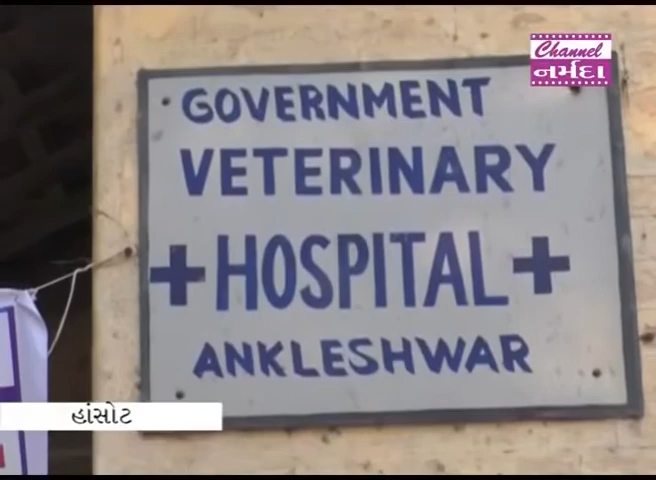 Channel
નર્મદા
GOVERNMENT
VETERINARY
+ HOSPITAL +
ANKLESHWAR
હાંસોટ